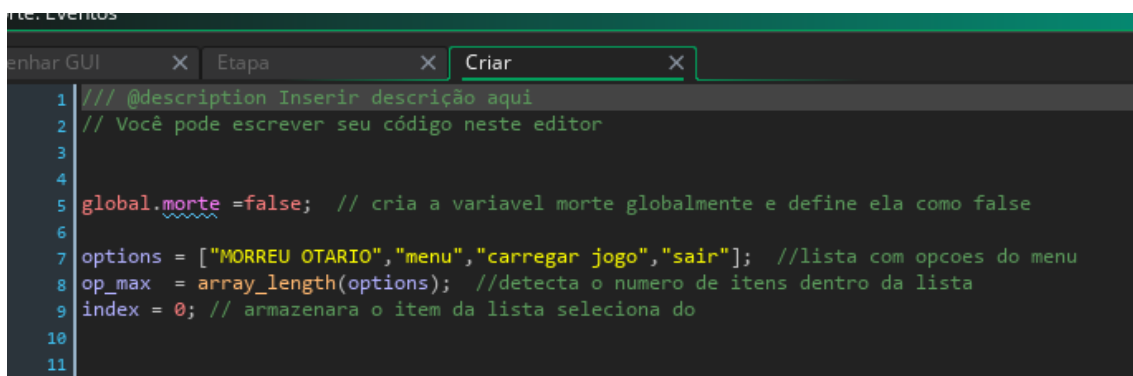 Eventos
enhar GUI
Etapa
Criar
1 /// @description Inserir descrição aqui
2 // Você pode escrever seu código neste editor
3
4
5 global.morte =false;  // cria a variavel morte globalmente e define ela como false
6
7 options = ["MORREU OTARIO","menu","carregar jogo","sair"];  //lista com opcoes do menu
8 op_max  = array_length(options);  //detecta o numero de itens dentro da lista
9 index = 0; // armazenara o item da lista seleciona do
10
11